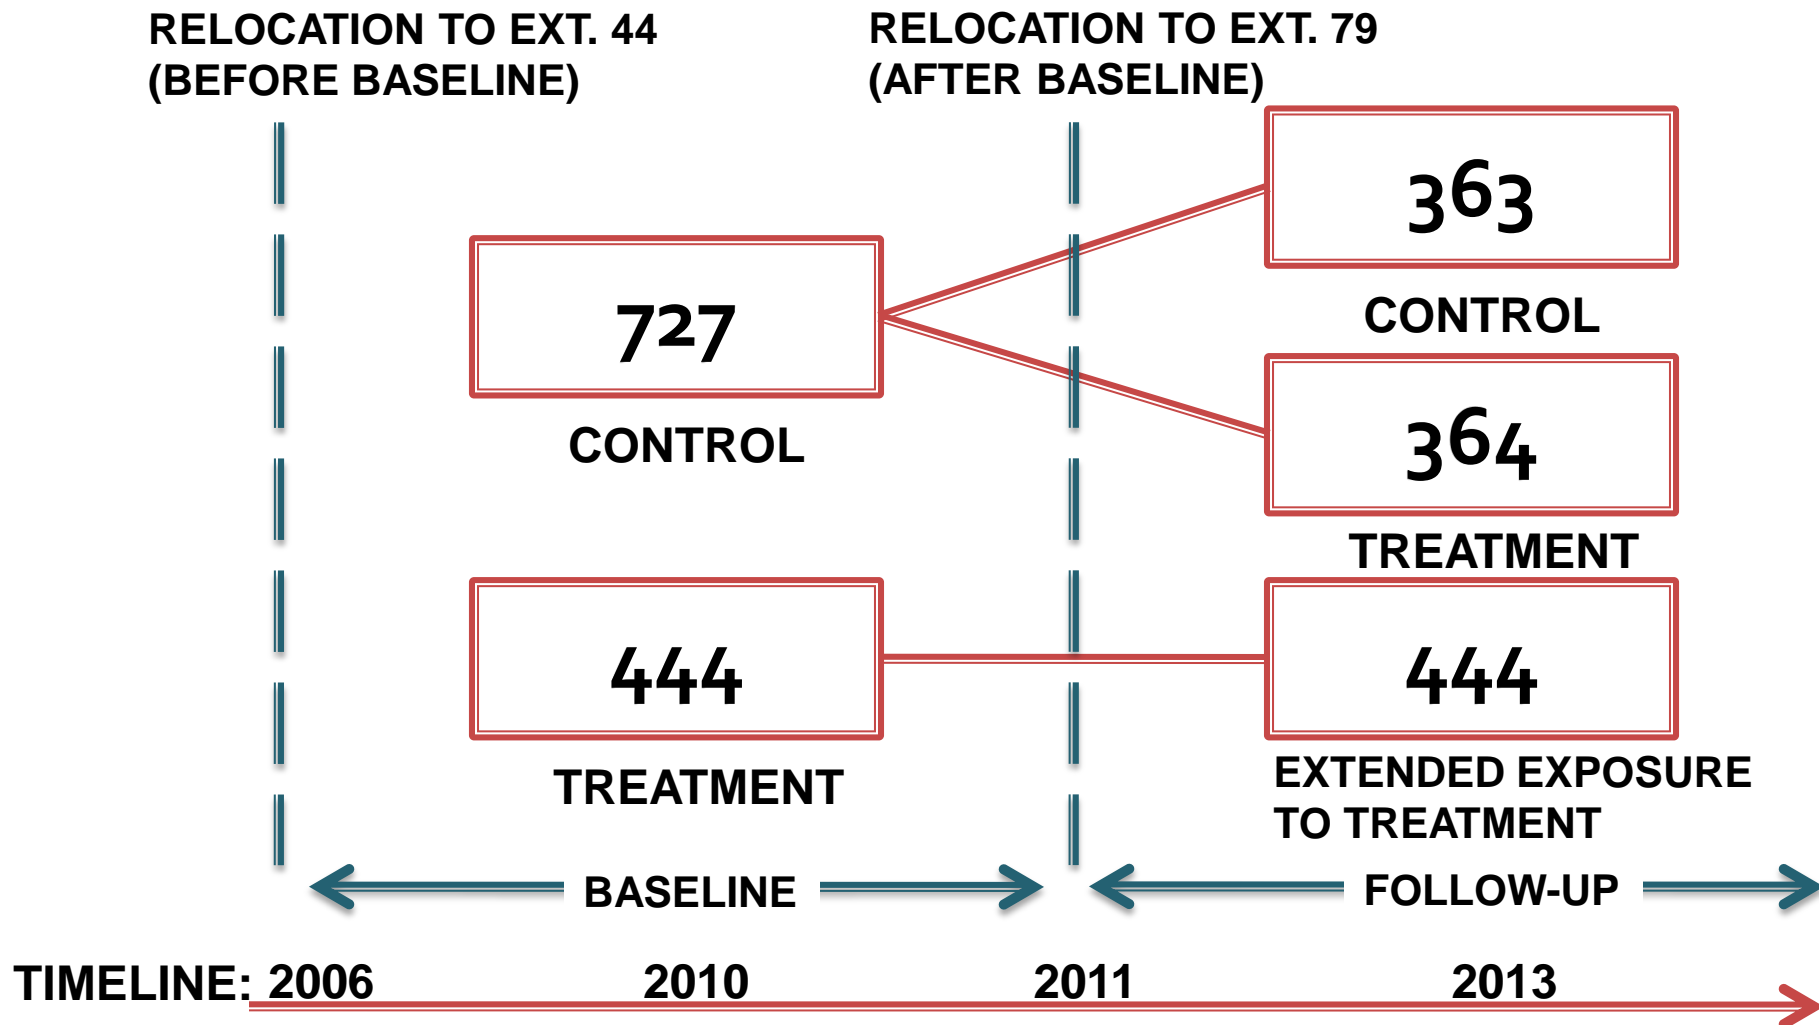 RELOCATION TO EXT. 44
(BEFORE BASELINE)
RELOCATION TO EXT. 79
(AFTER BASELINE)
363
CONTROL
727
CONTROL
364
TREATMENT
444
TREATMENT
444
EXTENDED EXPOSURE
TO TREATMENT
BASELINE
FOLLOW-UP
TIMELINE: 2006 2010 2011 2013